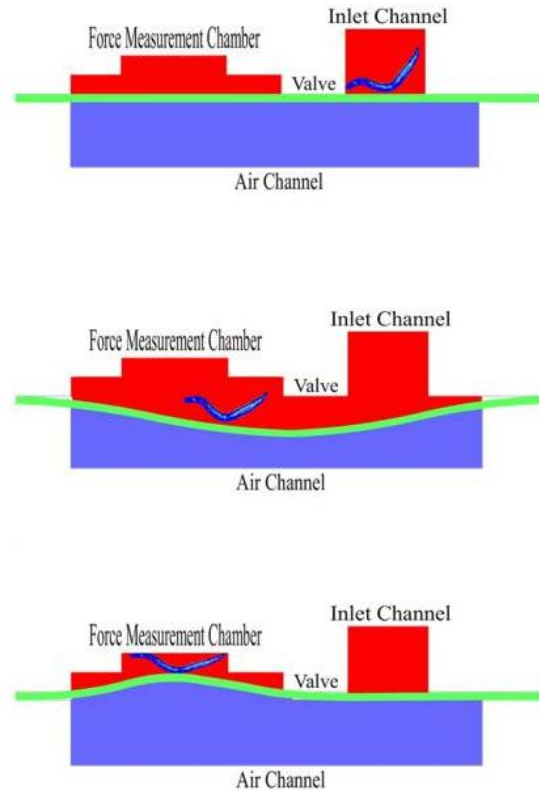 Inlet Channel
Force Measurement Chamber
Valve
Air Channel
Inlet Channel
Force Measurement Chamber
Valve
Air Channel
Inlet Channel
Force Measurement Chamber
Valve
Air Channel